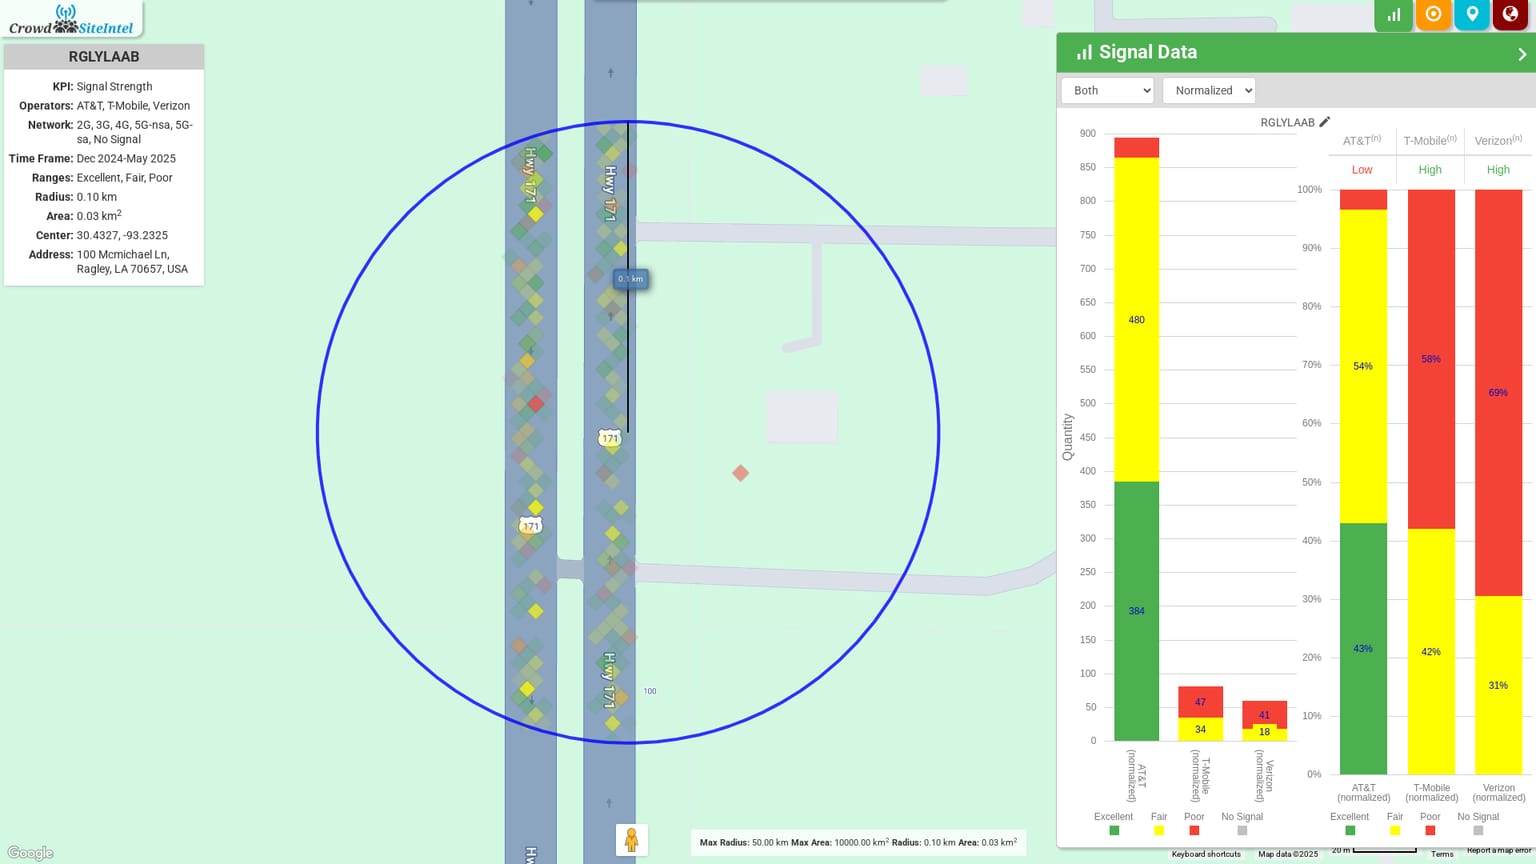 Crowd SiteIntel
RGLYLAAB
KPI: Signal Strength
Operators: AT&T, T-Mobile, Verizon
Network: 2G, 3G, 4G, 5G-nsa, 5G-
sa, No Signal
Time Frame: Dec 2024-May 2025
Ranges: Excellent, Fair, Poor
Radius: 0.10 km
Area: 0.03 km²
Center: 30.4327, -93.2325
Address: 100 Mcmichael Ln,
Ragley, LA 70657, USA
Hwy 171
Hwy 171
0.1 km
171
171
Hwy 171
100
Google
Max Radius: 50.00 km Max Area: 10000.00 km² Radius: 0.10 km Area: 0.03 km²
Signal Data
Both
Normalized
RGLYLAAB
Quantity
900
850
800
750
700
650
600
550
500
450
400
350
300
250
200
150
100
50
0
480
384
47
34
41
18
AT&T
(normalized)
T-Mobile
(normalized)
Verizon
(normalized)
Excellent Fair Poor No Signal
AT&T(n) T-Mobile(n) Verizon(n)
Low High High
100%
90%
80%
70%
60%
50%
40%
30%
20%
10%
0%
54%
43%
58%
42%
69%
31%
AT&T
(normalized)
T-Mobile
(normalized)
Verizon
(normalized)
Excellent Fair Poor No Signal
Keyboard shortcuts Map data ©2025 20 m Terms Report a map error